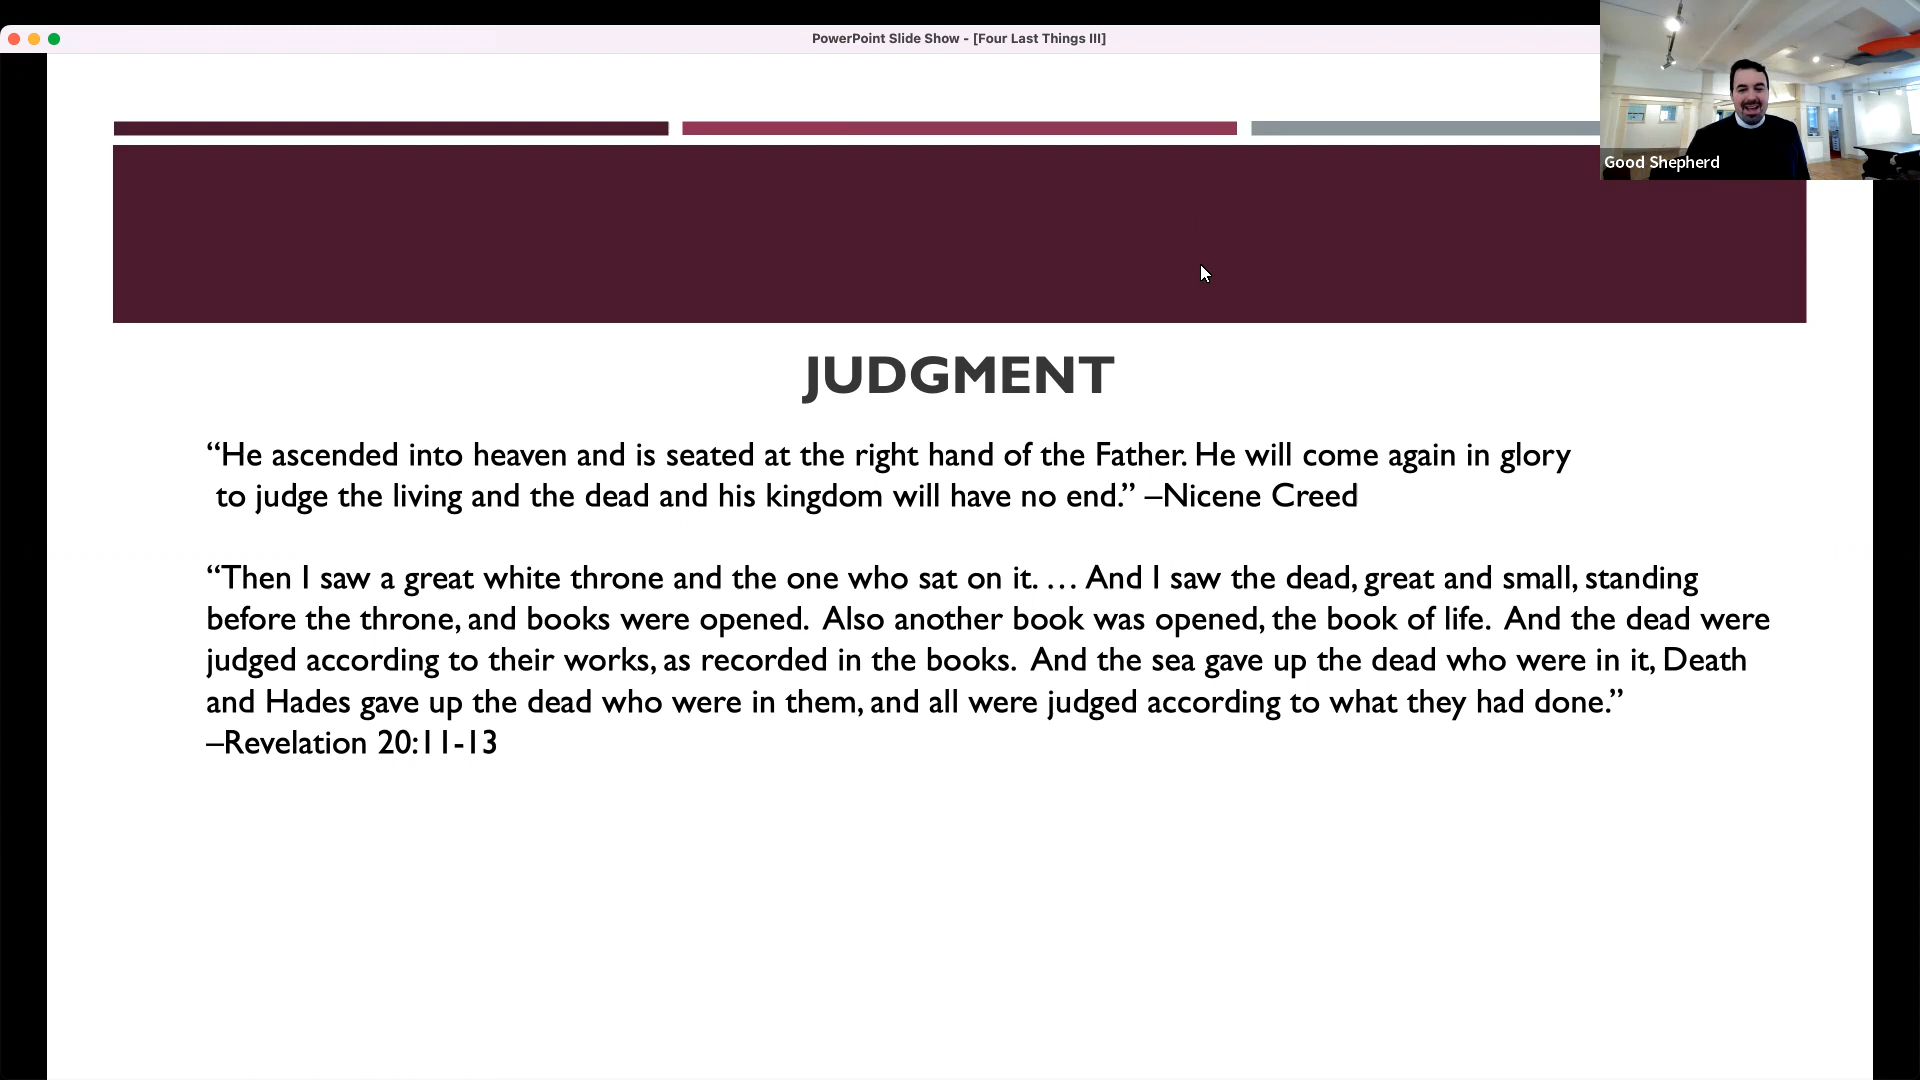 PowerPoint Slide Show - [Four Last Things III]
Good Shepherd
JUDGMENT
“He ascended into heaven and is seated at the right hand of the Father. He will come again in glory
to judge the living and the dead and his kingdom will have no end.” –Nicene Creed
“Then I saw a great white throne and the one who sat on it. … And I saw the dead, great and small, standing
before the throne, and books were opened.  Also another book was opened, the book of life.  And the dead were
judged according to their works, as recorded in the books.  And the sea gave up the dead who were in it, Death
and Hades gave up the dead who were in them, and all were judged according to what they had done.”
–Revelation 20:11-13